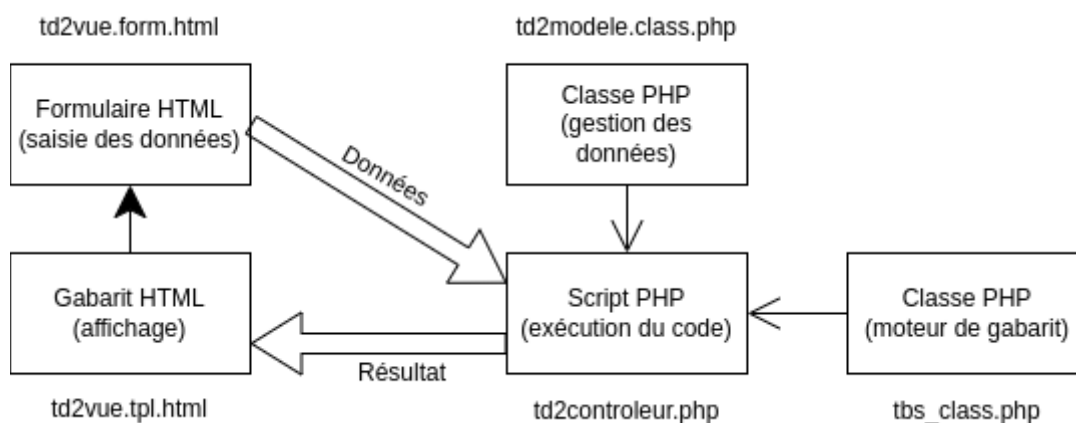 td2vue.form.html
td2modele.class.php
Formulaire HTML
(saisie des données)
Classe PHP
(gestion des
données)
Données
Gabarit HTML
(affichage)
Script PHP
(exécution du code)
Classe PHP
(moteur de gabarit)
Résultat
td2vue.tpl.html
td2controleur.php
tbs_class.php